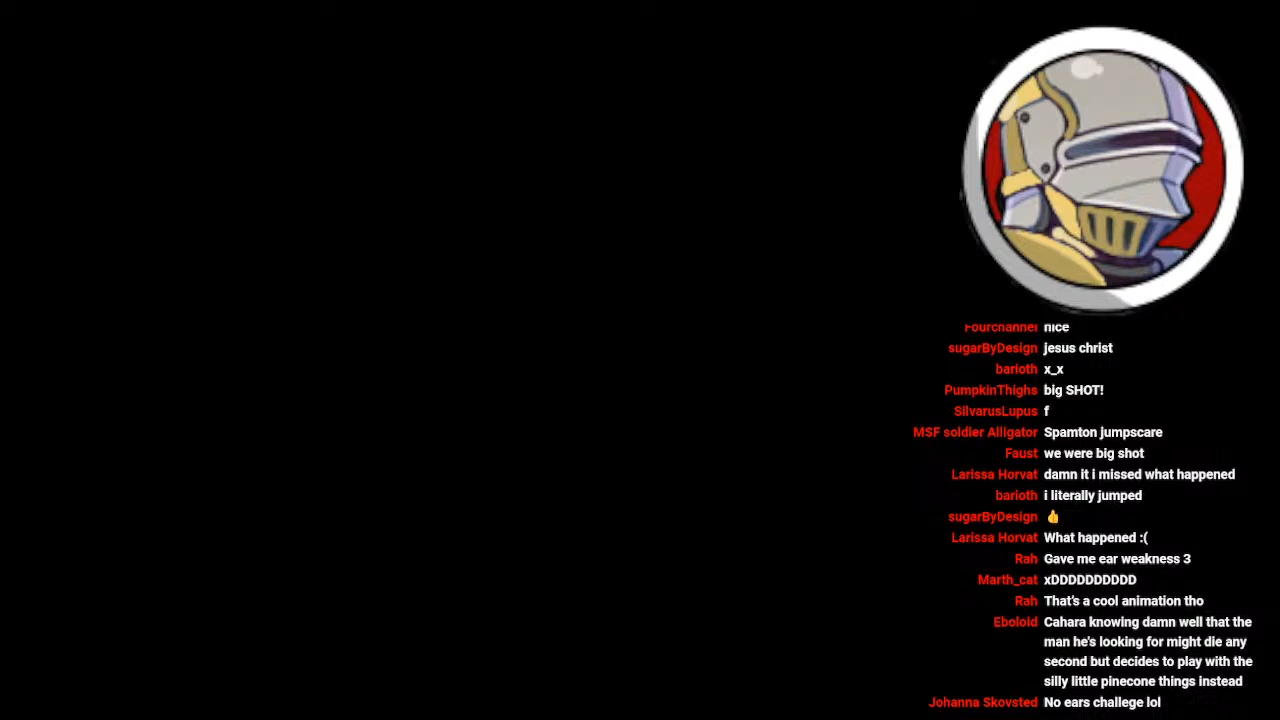 Fourchannel nice
sugarByDesign jesus christ
barioth x_x
PumpkinThighs big SHOT!
SilvarusLupus f
MSF soldier Alligator Spamton jumpscare
Faust we were big shot
Larissa Horvat damn it i missed what happened
barioth i literally jumped
sugarByDesign 👍
Larissa Horvat What happened :(
Rah Gave me ear weakness 3
Marth_cat xDDDDDDDDDD
Rah That's a cool animation tho
Eboloid Cahara knowing damn well that the
man he's looking for might die any
second but decides to play with the
silly little pinecone things instead
Johanna Skovsted No ears challege lol